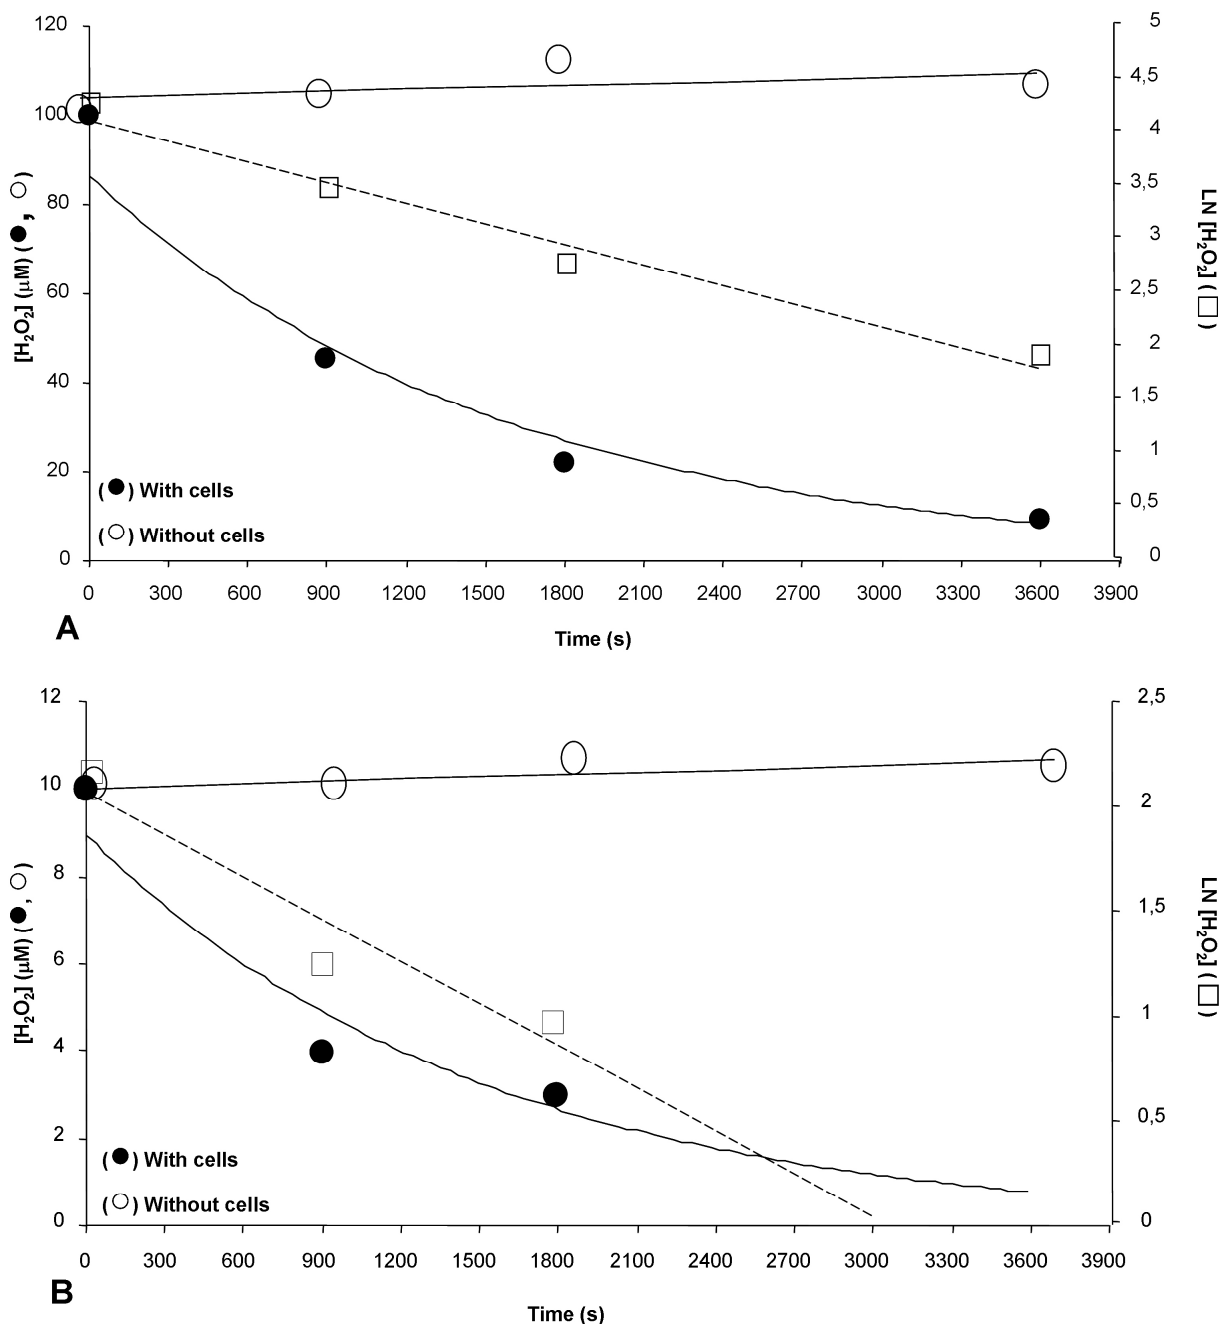 120
100
80
60
40
20
0
[H₂O₂] (µM) (●, ○)
5
4,5
4
3,5
3
2,5
2
1,5
1
0,5
0
LN [H₂O₂] (□)
(●) With cells
(○) Without cells
0 300 600 900 1200 1500 1800 2100 2400 2700 3000 3300 3600 3900
A
Time (s)
12
10
8
6
4
2
0
[H₂O₂] (µM) (●, ○)
2,5
2
1,5
1
0,5
0
LN [H₂O₂] (□)
(●) With cells
(○) Without cells
0 300 600 900 1200 1500 1800 2100 2400 2700 3000 3300 3600 3900
B
Time (s)